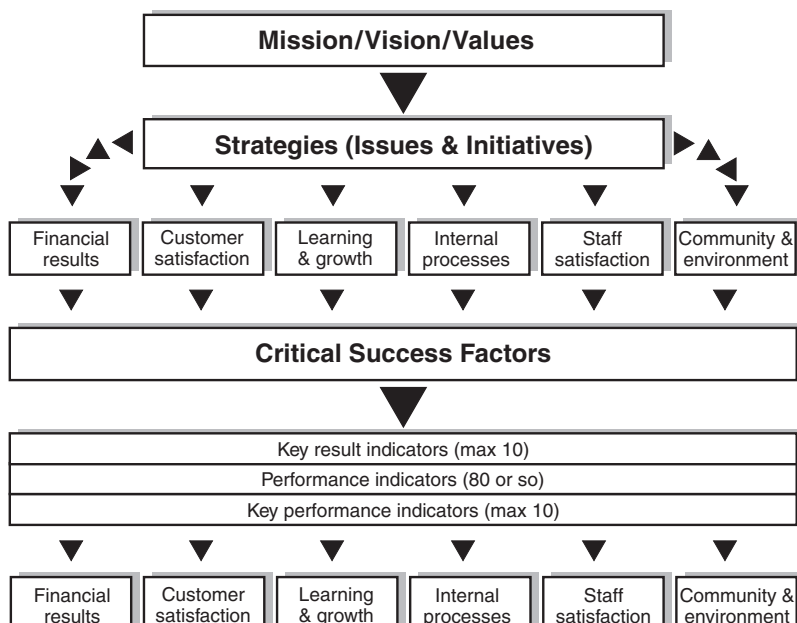 Mission/Vision/Values
Strategies (Issues & Initiatives)
Financial
results
Customer
satisfaction
Learning
& growth
Internal
processes
Staff
satisfaction
Community &
environment
Critical Success Factors
Key result indicators (max 10)
Performance indicators (80 or so)
Key performance indicators (max 10)
Financial
results
Customer
satisfaction
Learning
& growth
Internal
processes
Staff
satisfaction
Community &
environment